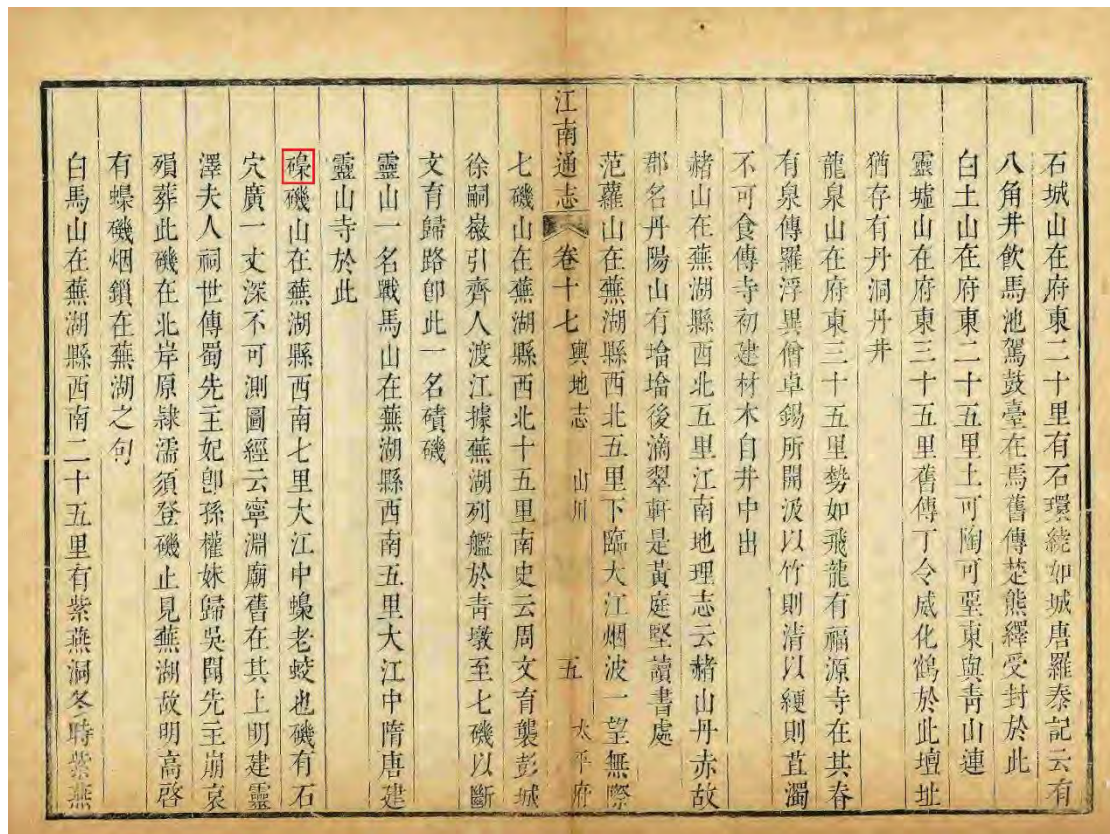 石城山在府東二十里有石環繞如城唐羅泰記云有
八角井飲馬池駕鼓臺在焉舊傳楚熊繹受封於此
白土山在府東二十五里土可陶可堊東與靑山連
靈墟山在府東三十五里舊傳丁令威化鶴於此壇址
猶存有丹洞丹井
龍泉山在府東三十五里勢如飛龍有福源寺在其脊
有泉傳羅浮異僧卓錫所開汲以竹則清以綆則直濁
不可食傳寺初建材木自井中出
赭山在蕪湖縣西北五里江南地理志云赭山丹赤故
郡名丹陽山有塔塔後滴翠軒是黃庭堅讀書處
范蘿山在蕪湖縣西北五里下臨大江烟波一望無際
江南通志 卷十七 輿地志 山川 五 太平府
七磯山在蕪湖縣西北十五里南史云周文育襲彭城
徐嗣嶶引齊人渡江據蕪湖列艦於靑墩至七磯以斷
文育歸路卽此一名磧磯
靈山一名戰馬山在蕪湖縣西南五里大江中隋唐建
靈山寺於此
磯山在蕪湖縣西南七里大江中蟂老蛟也磯有石
穴廣一丈深不可測圖經云寧淵廟舊在其上明建靈
澤夫人祠世傳蜀先主妃卽孫權妹歸吳聞先主崩哀
殞葬此磯在北岸原隷濡須登磯止見蕪湖故明高啓
有蟂磯烟鎖在蕪湖之句
白馬山在蕪湖縣西南二十五里有紫燕洞冬時紫燕